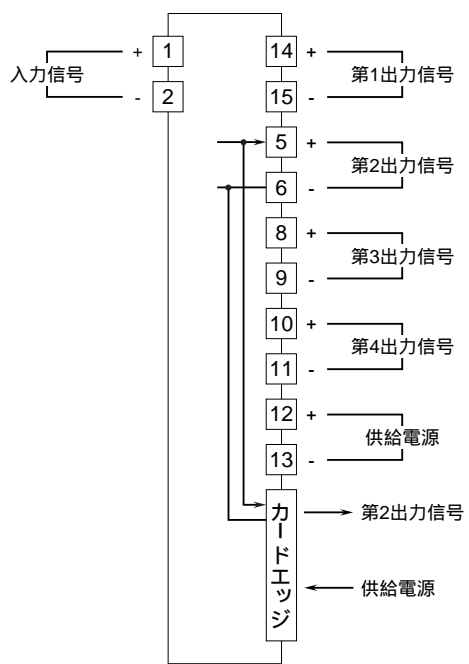 + 1 14 +
入力信号 第1出力信号
- 2 15 -
5 +
第2出力信号
6 -
8 +
第3出力信号
9 -
10 +
第4出力信号
11 -
12 +
供給電源
13 -
カードエッジ
第2出力信号
供給電源